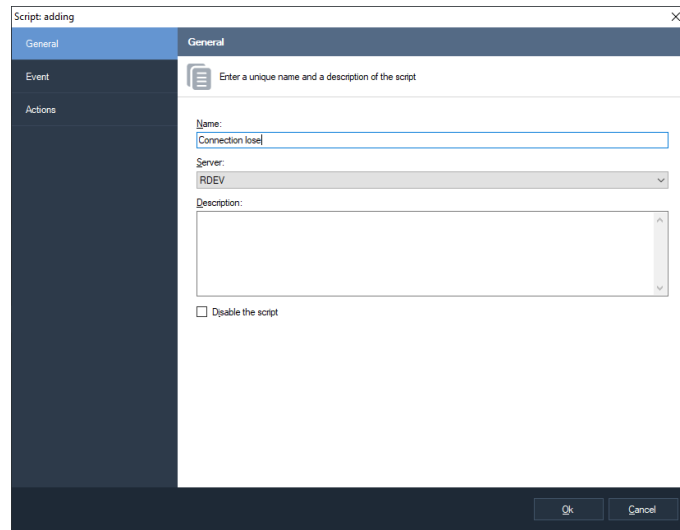 Script: adding
General
Event
Actions
General
Enter a unique name and a description of the script
Name:
Connection lose
Server:
RDEV
Description:
Disable the script
Ok
Cancel